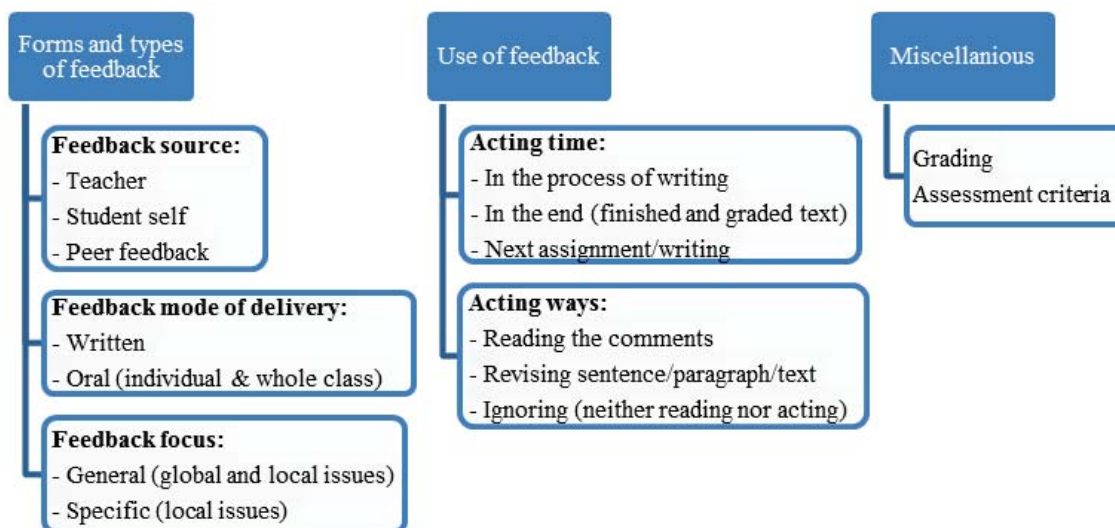 Forms and types
of feedback
Feedback source:
- Teacher
- Student self
- Peer feedback
Feedback mode of delivery:
- Written
- Oral (individual & whole class)
Feedback focus:
- General (global and local issues)
- Specific (local issues)
Use of feedback
Acting time:
- In the process of writing
- In the end (finished and graded text)
- Next assignment/writing
Acting ways:
- Reading the comments
- Revising sentence/paragraph/text
- Ignoring (neither reading nor acting)
Miscellanious
Grading
Assessment criteria